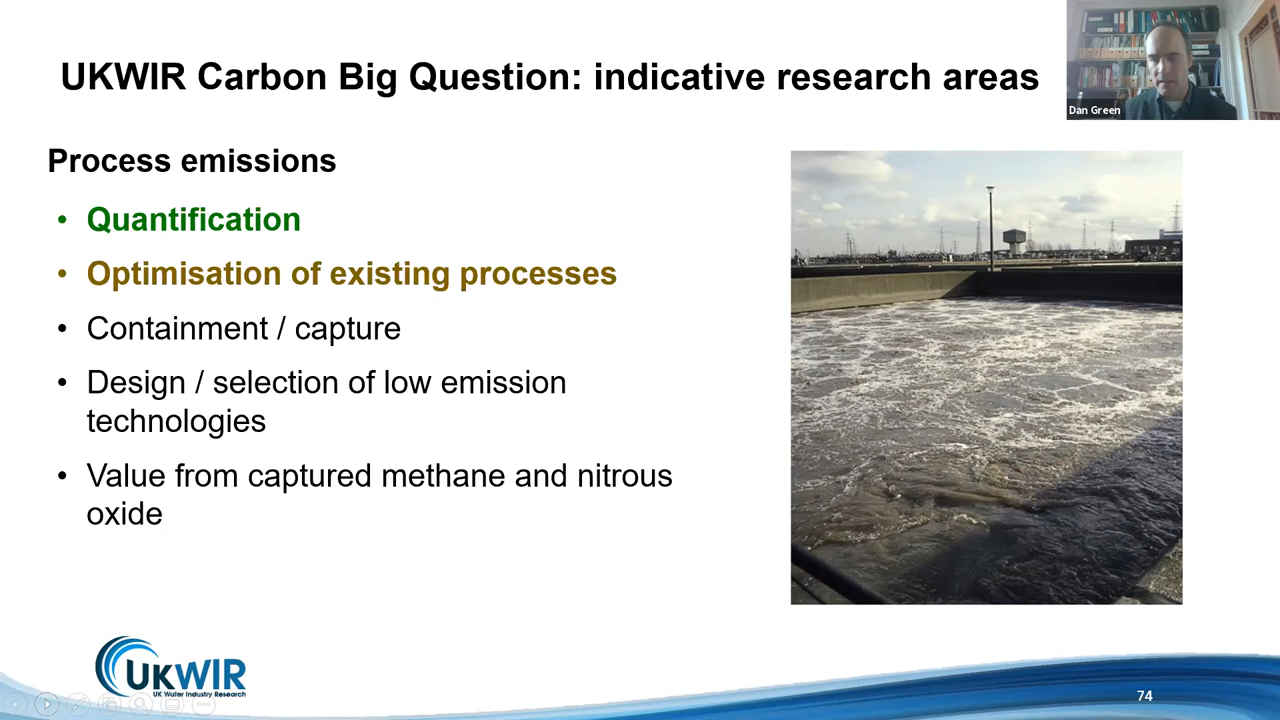 UKWIR Carbon Big Question: indicative research areas
Dan Green
Process emissions
• Quantification
• Optimisation of existing processes
• Containment / capture
• Design / selection of low emission
technologies
• Value from captured methane and nitrous
oxide
UKWIR
UK Water Industry Research
74